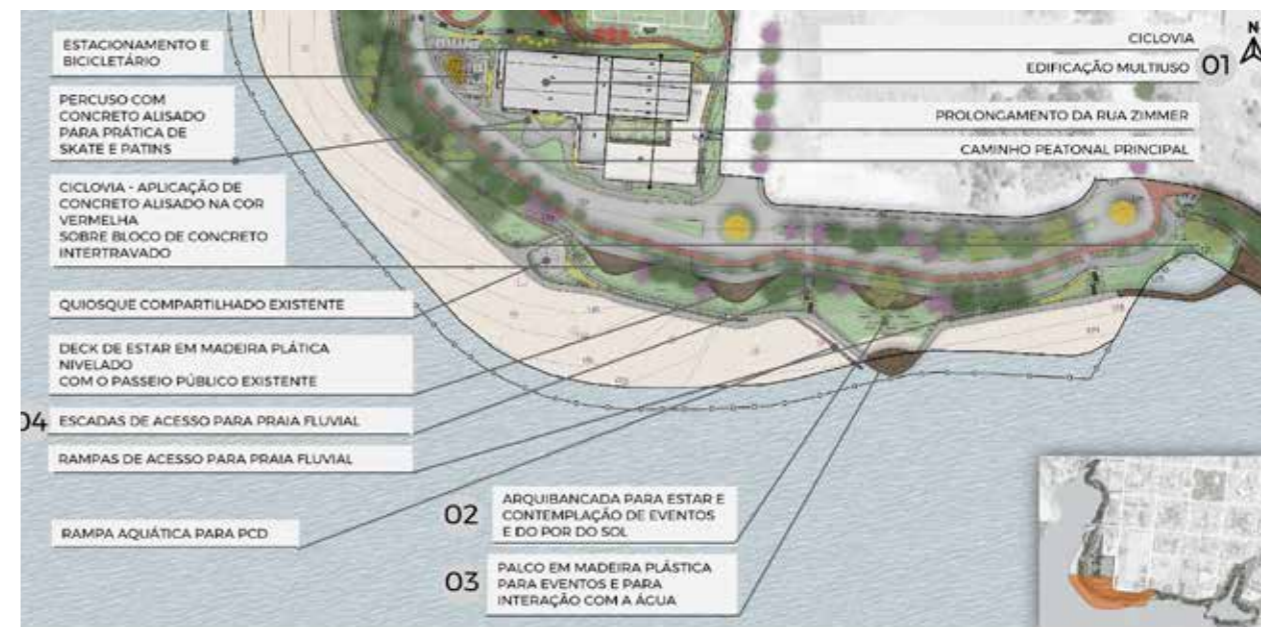 ESTACIONAMENTO E
BICICLETÁRIO
PERCUSO COM
CONCRETO ALISADO
PARA PRÁTICA DE
SKATE E PATINS
CICLOVIA - APLICAÇÃO DE
CONCRETO ALISADO NA COR
VERMELHA
SOBRE BLOCO DE CONCRETO
INTERTRAVADO
QUIOSQUE COMPARTILHADO EXISTENTE
DECK DE ESTAR EM MADEIRA PLÁTICA
NIVELADO
COM O PASSEIO PÚBLICO EXISTENTE
04 ESCADAS DE ACESSO PARA PRAIA FLUVIAL
RAMPAS DE ACESSO PARA PRAIA FLUVIAL
RAMPA AQUÁTICA PARA PCD
02
ARQUIBANCADA PARA ESTAR E
CONTEMPLAÇÃO DE EVENTOS
E DO POR DO SOL
03
PALCO EM MADEIRA PLÁSTICA
PARA EVENTOS E PARA
INTERAÇÃO COM A ÁGUA
CICLOVIA
EDIFICAÇÃO MULTIUSO 01
PROLONGAMENTO DA RUA ZIMMER
CAMINHO PEATONAL PRINCIPAL
N